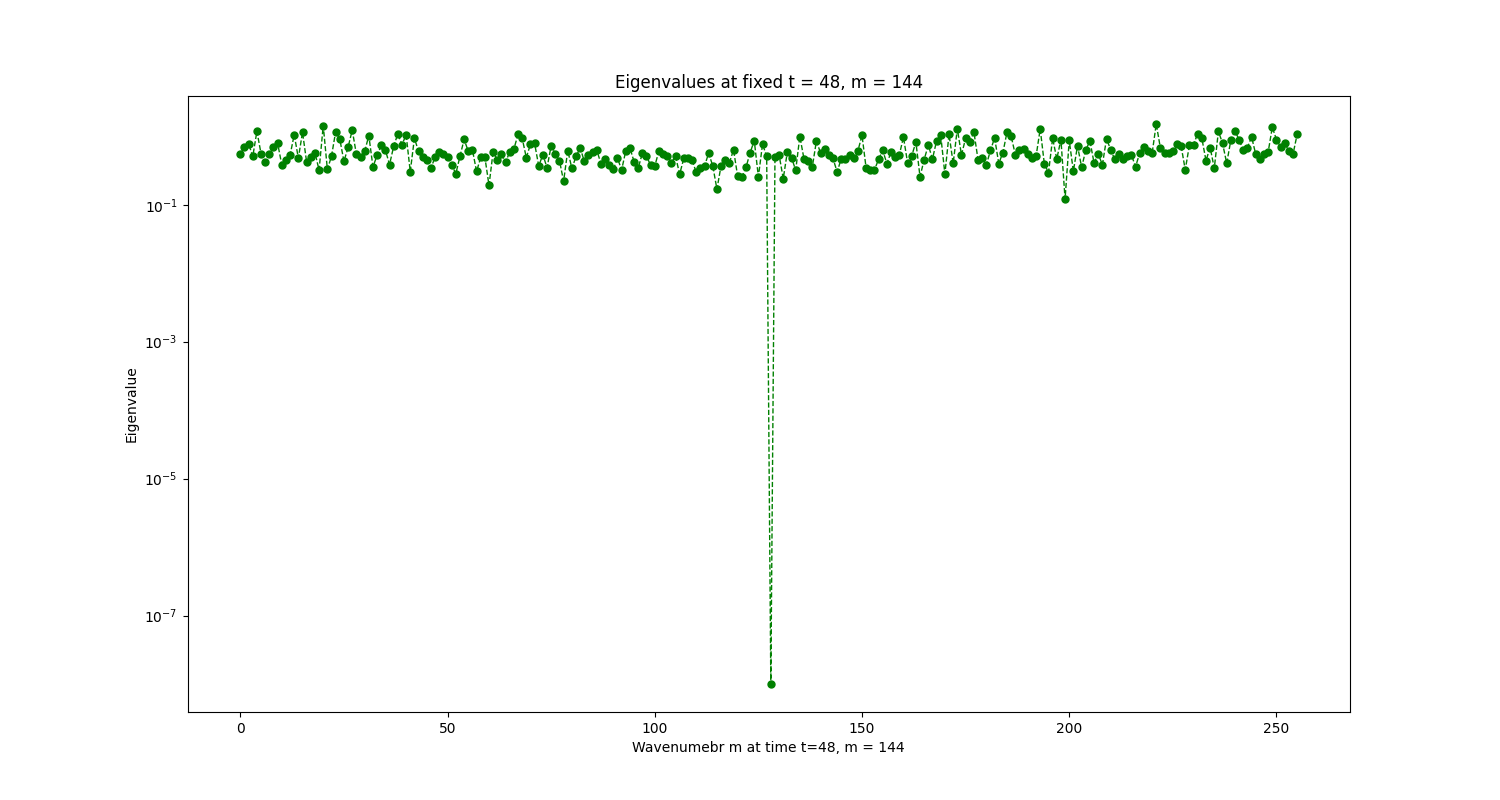 Eigenvalues at fixed t = 48, m = 144
Eigenvalue
10⁻¹
10⁻³
10⁻⁵
10⁻⁷
0 50 100 150 200 250
Wavenumebr m at time t=48, m = 144